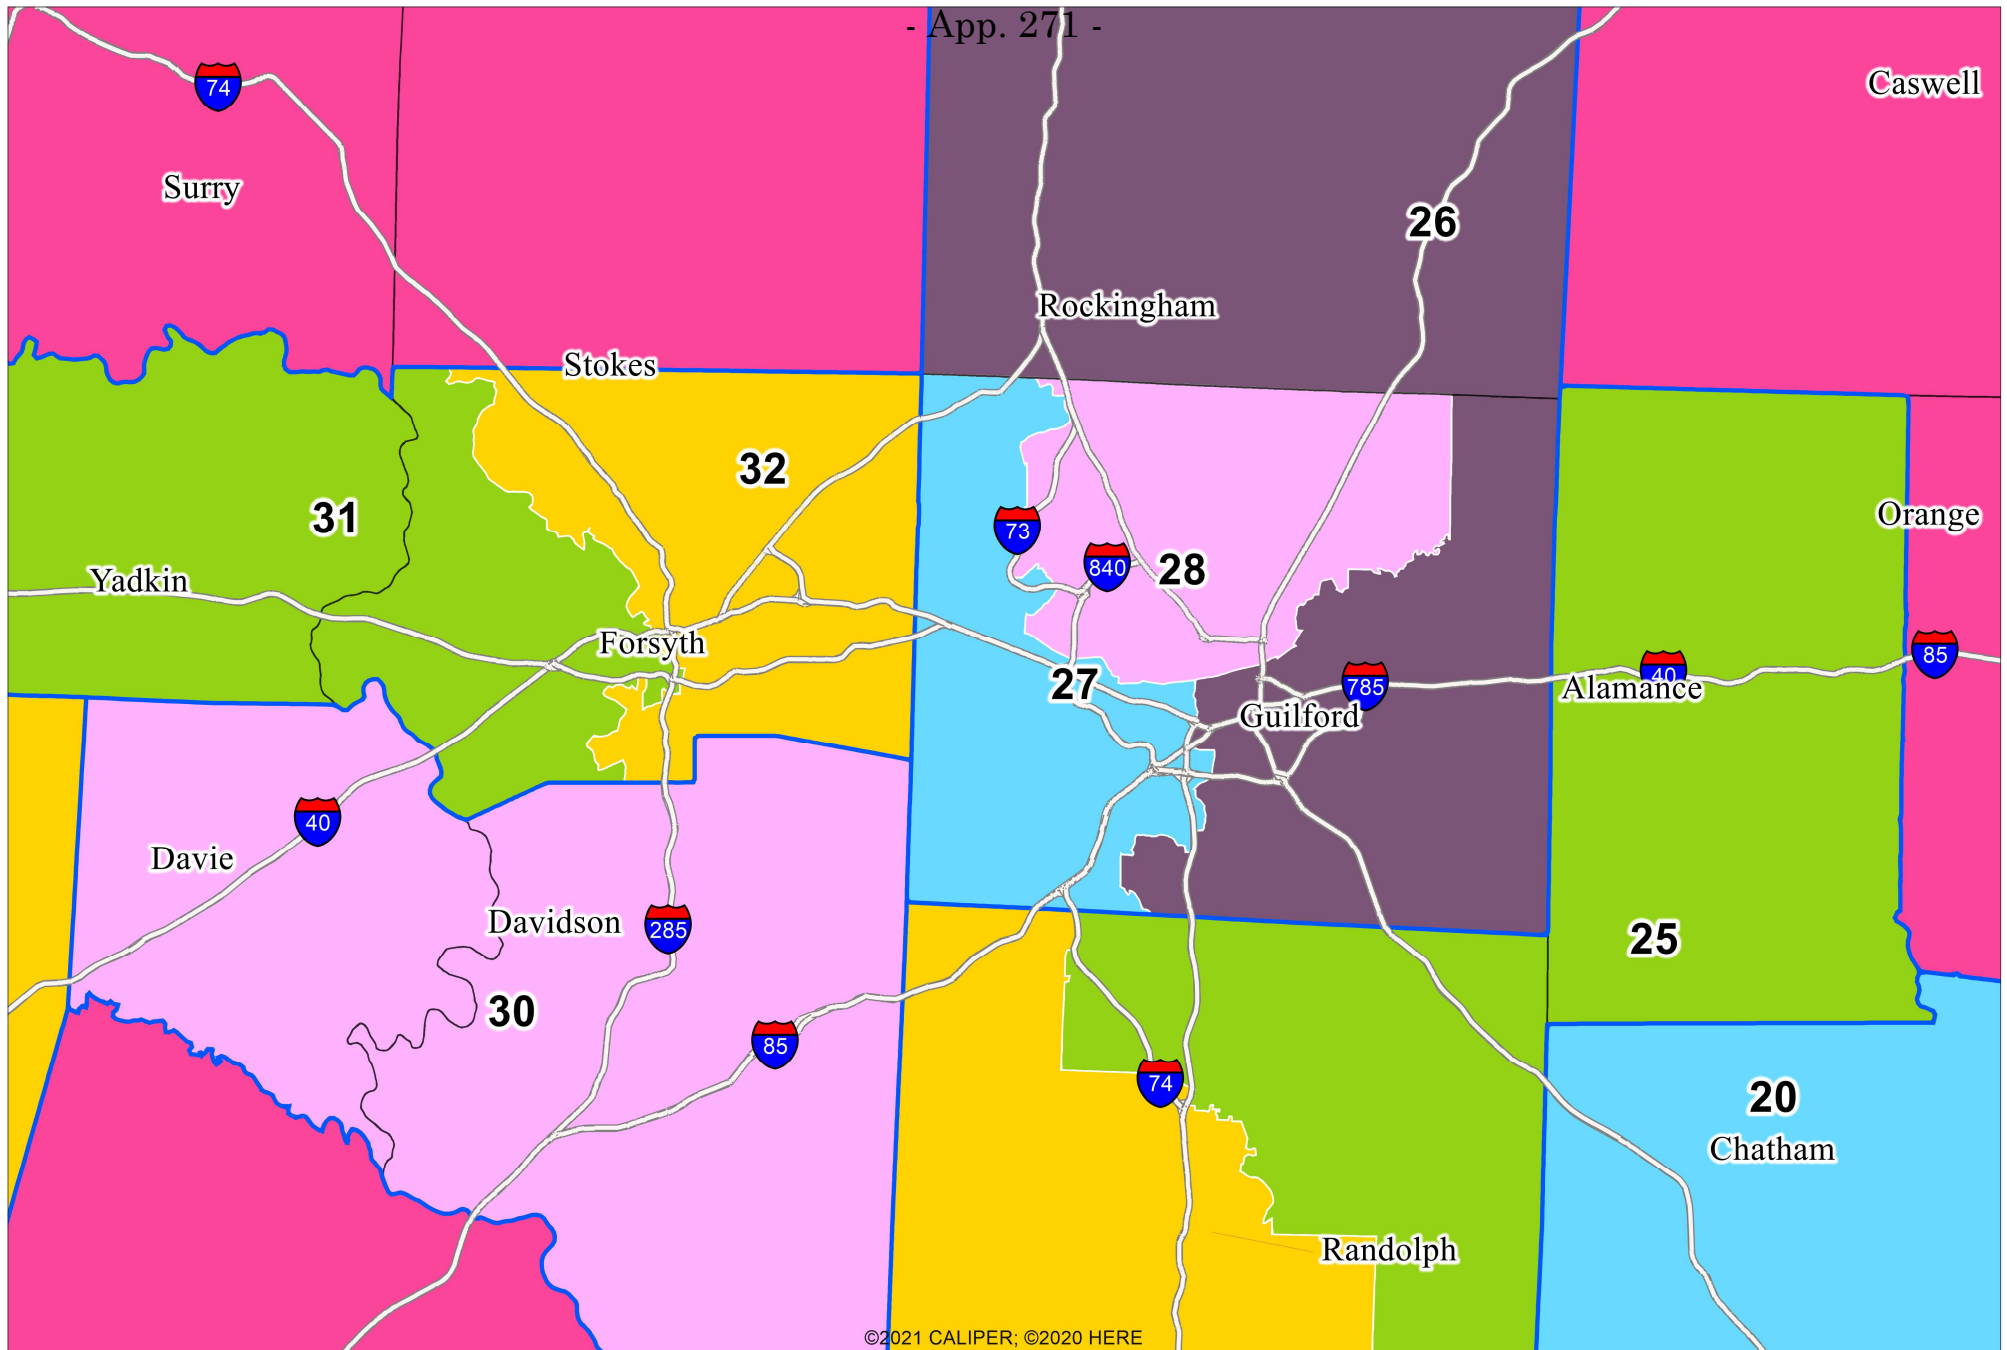 - App. 271 -
74
Caswell
Surry
26
Rockingham
Stokes
32
31
Orange
73
840
28
Yadkin
Forsyth
85
40
27
785
Alamance
Guilford
40
Davie
Davidson
285
25
30
85
74
20
Chatham
Randolph
©2021 CALIPER; ©2020 HERE